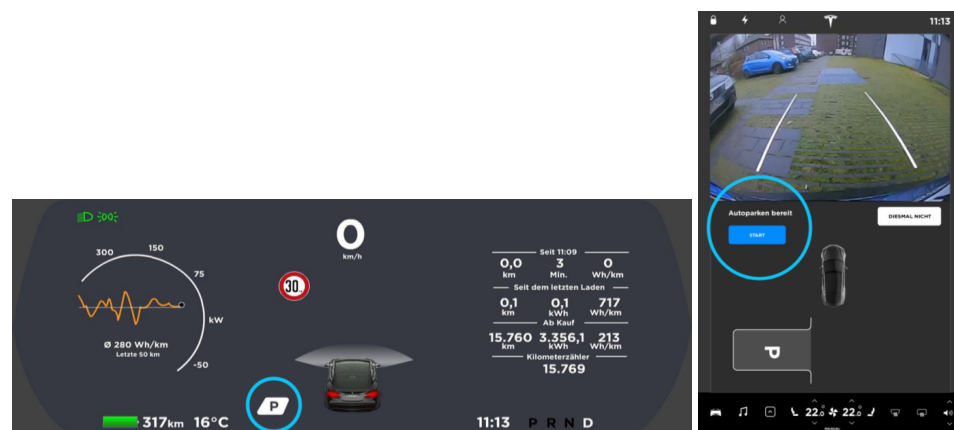 0
km/h
300
150
75
kW
-50
Ø 280 Wh/km
Letzte 50 km
30
P
317km 16°C
Seit 11:09
0,0 3 0
km Min. Wh/km
Seit dem letzten Laden
0,1 0,1 717
km kWh Wh/km
Ab Kauf
15.760 3.356,1 213
km kWh Wh/km
Kilometerzähler
15.769
11:13 P R N D
11:13
Autoparken bereit
START
DIESMAL NICHT
P
22.0 22.0